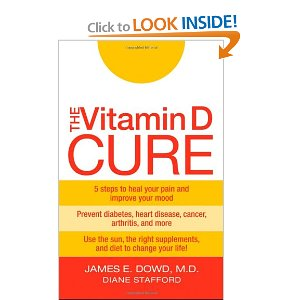 Click to LOOK INSIDE!
THE Vitamin D
CURE
5 steps to heal your pain and
improve your mood
Prevent diabetes, heart disease, cancer,
arthritis, and more
Use the sun, the right supplements,
and diet to change your life!
JAMES E. DOWD, M.D.
DIANE STAFFORD